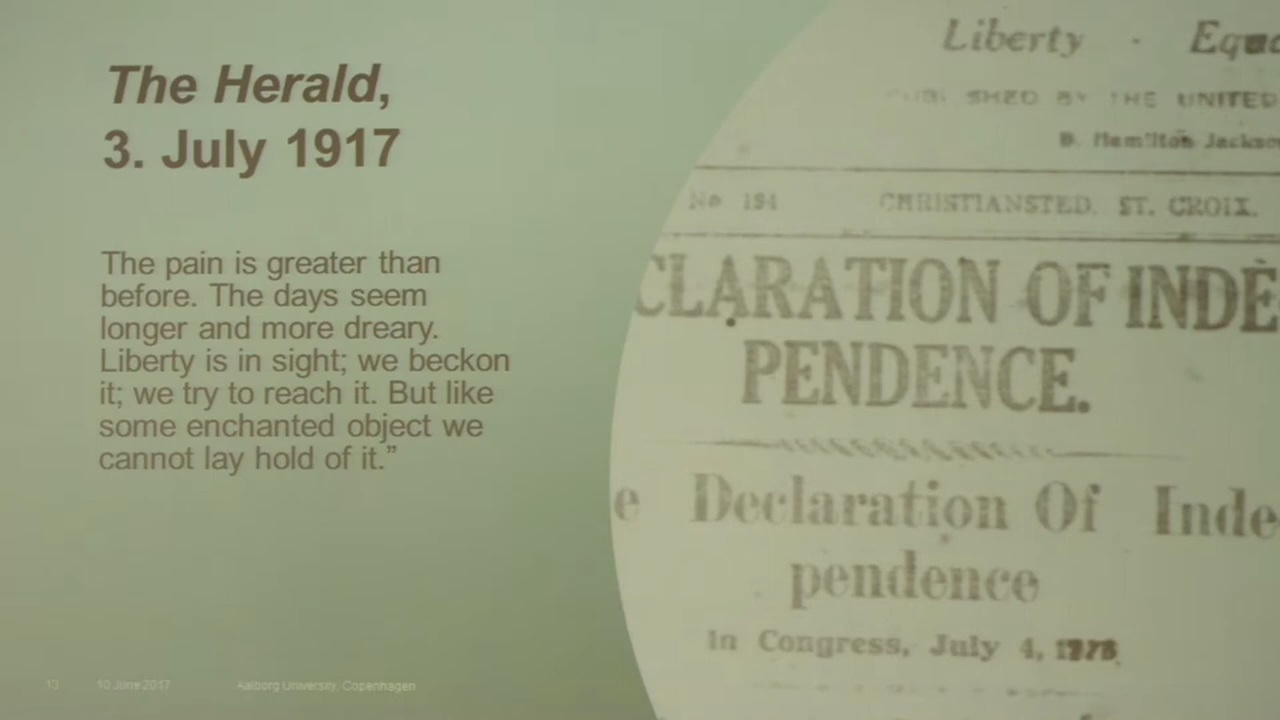 The Herald,
3. July 1917
The pain is greater than
before. The days seem
longer and more dreary.
Liberty is in sight; we beckon
it; we try to reach it. But like
some enchanted object we
cannot lay hold of it.”
13 10 June 2017 Aalborg University, Copenhagen
Liberty · Equa
PUBLISHED BY THE UNITED
D. Hamilton Jackso
No 194 CHRISTIANSTED, ST. CROIX.
CLARATION OF INDE
PENDENCE.
e Declaration Of Inde
pendence
In Congress, July 4, 1776.